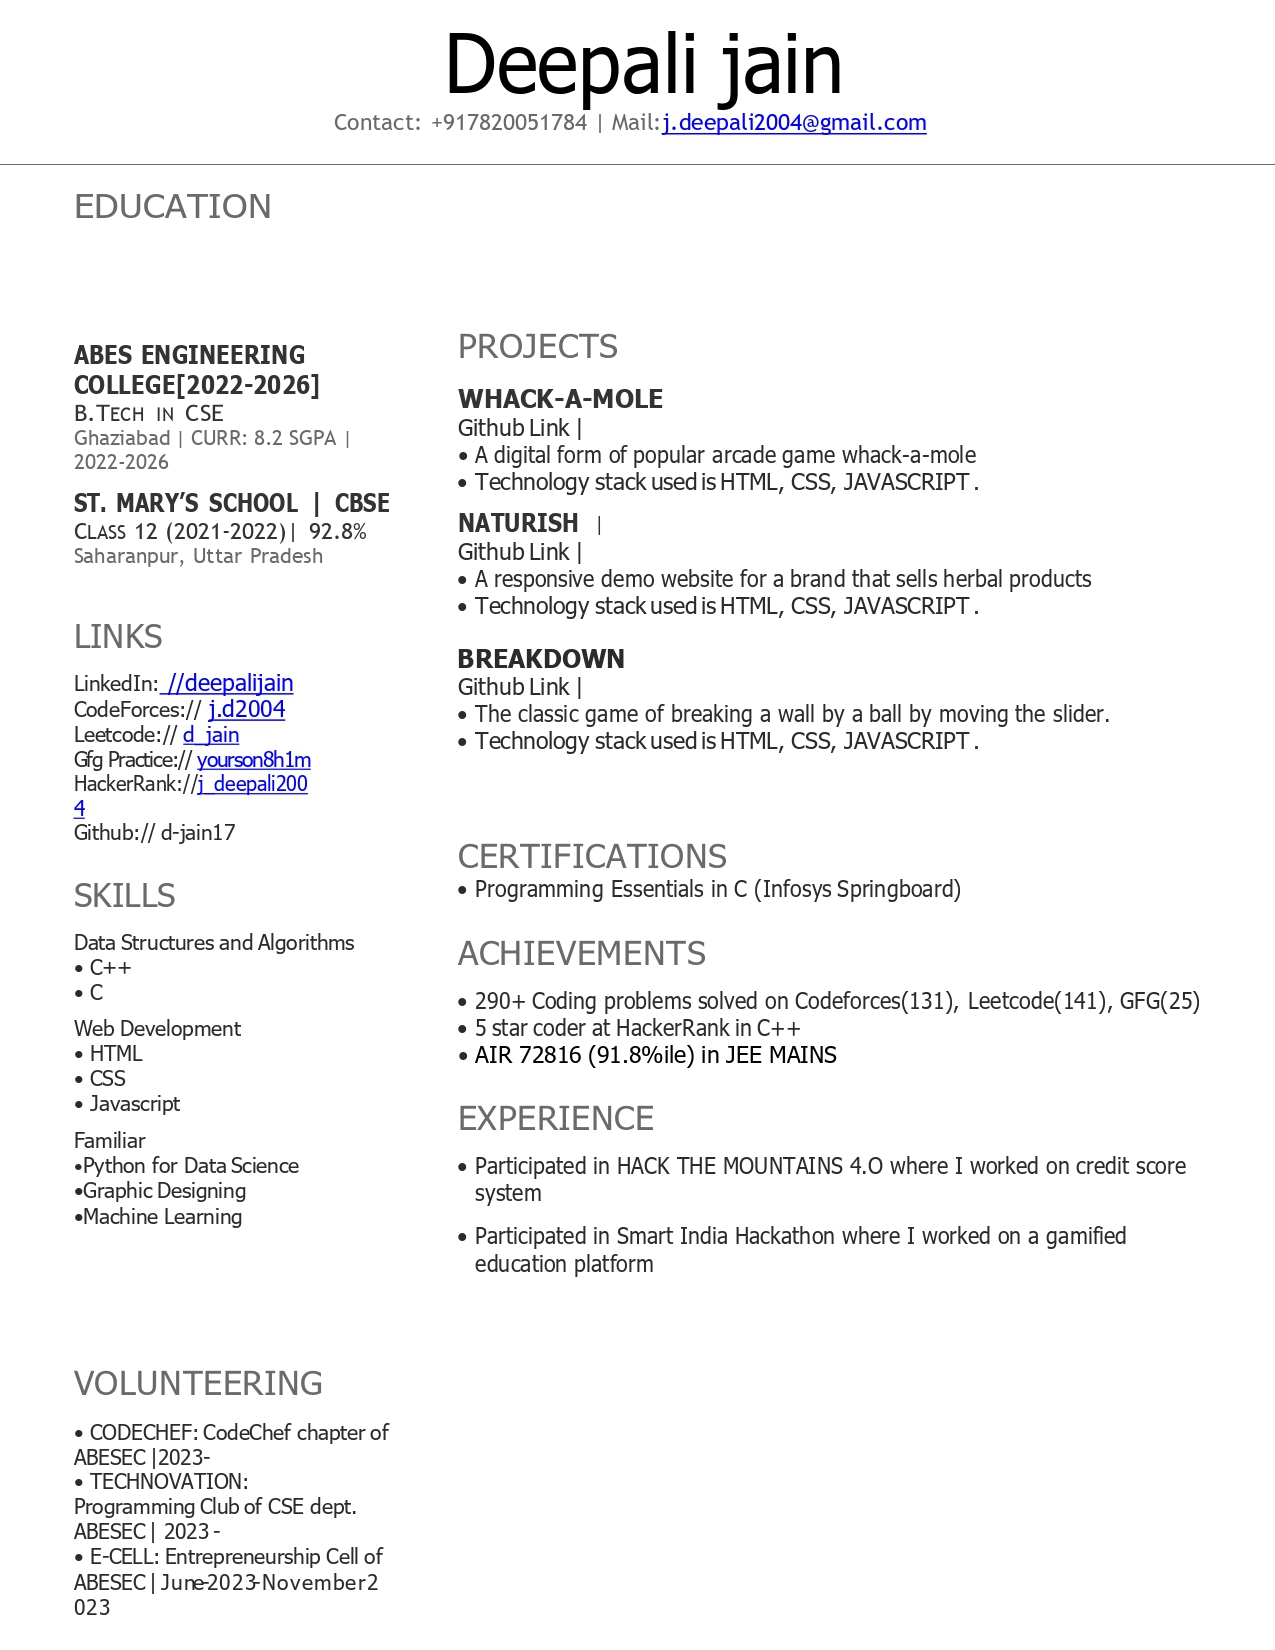 Deepali jain
Contact: +917820051784 | Mail:j.deepali2004@gmail.com
EDUCATION
ABES ENGINEERING
COLLEGE[2022-2026]
B.TECH IN CSE
Ghaziabad | CURR: 8.2 SGPA |
2022-2026
ST. MARY’S SCHOOL | CBSE
CLASS 12 (2021-2022)| 92.8%
Saharanpur, Uttar Pradesh
LINKS
LinkedIn: //deepalijain
CodeForces:// j.d2004
Leetcode:// d_jain
Gfg Practice:// yourson8h1m
HackerRank://j_deepali200
4
Github:// d-jain17
SKILLS
Data Structures and Algorithms
• C++
• C
Web Development
• HTML
• CSS
• Javascript
Familiar
•Python for Data Science
•Graphic Designing
•Machine Learning
VOLUNTEERING
• CODECHEF: CodeChef chapter of
ABESEC |2023-
• TECHNOVATION:
Programming Club of CSE dept.
ABESEC | 2023 -
• E-CELL: Entrepreneurship Cell of
ABESEC | June-2023-November2
023
PROJECTS
WHACK-A-MOLE
Github Link |
• A digital form of popular arcade game whack-a-mole
• Technology stack used is HTML, CSS, JAVASCRIPT .
NATURISH |
Github Link |
• A responsive demo website for a brand that sells herbal products
• Technology stack used is HTML, CSS, JAVASCRIPT .
BREAKDOWN
Github Link |
• The classic game of breaking a wall by a ball by moving the slider.
• Technology stack used is HTML, CSS, JAVASCRIPT .
CERTIFICATIONS
• Programming Essentials in C (Infosys Springboard)
ACHIEVEMENTS
• 290+ Coding problems solved on Codeforces(131), Leetcode(141), GFG(25)
• 5 star coder at HackerRank in C++
• AIR 72816 (91.8%ile) in JEE MAINS
EXPERIENCE
• Participated in HACK THE MOUNTAINS 4.O where I worked on credit score
system
• Participated in Smart India Hackathon where I worked on a gamified
education platform